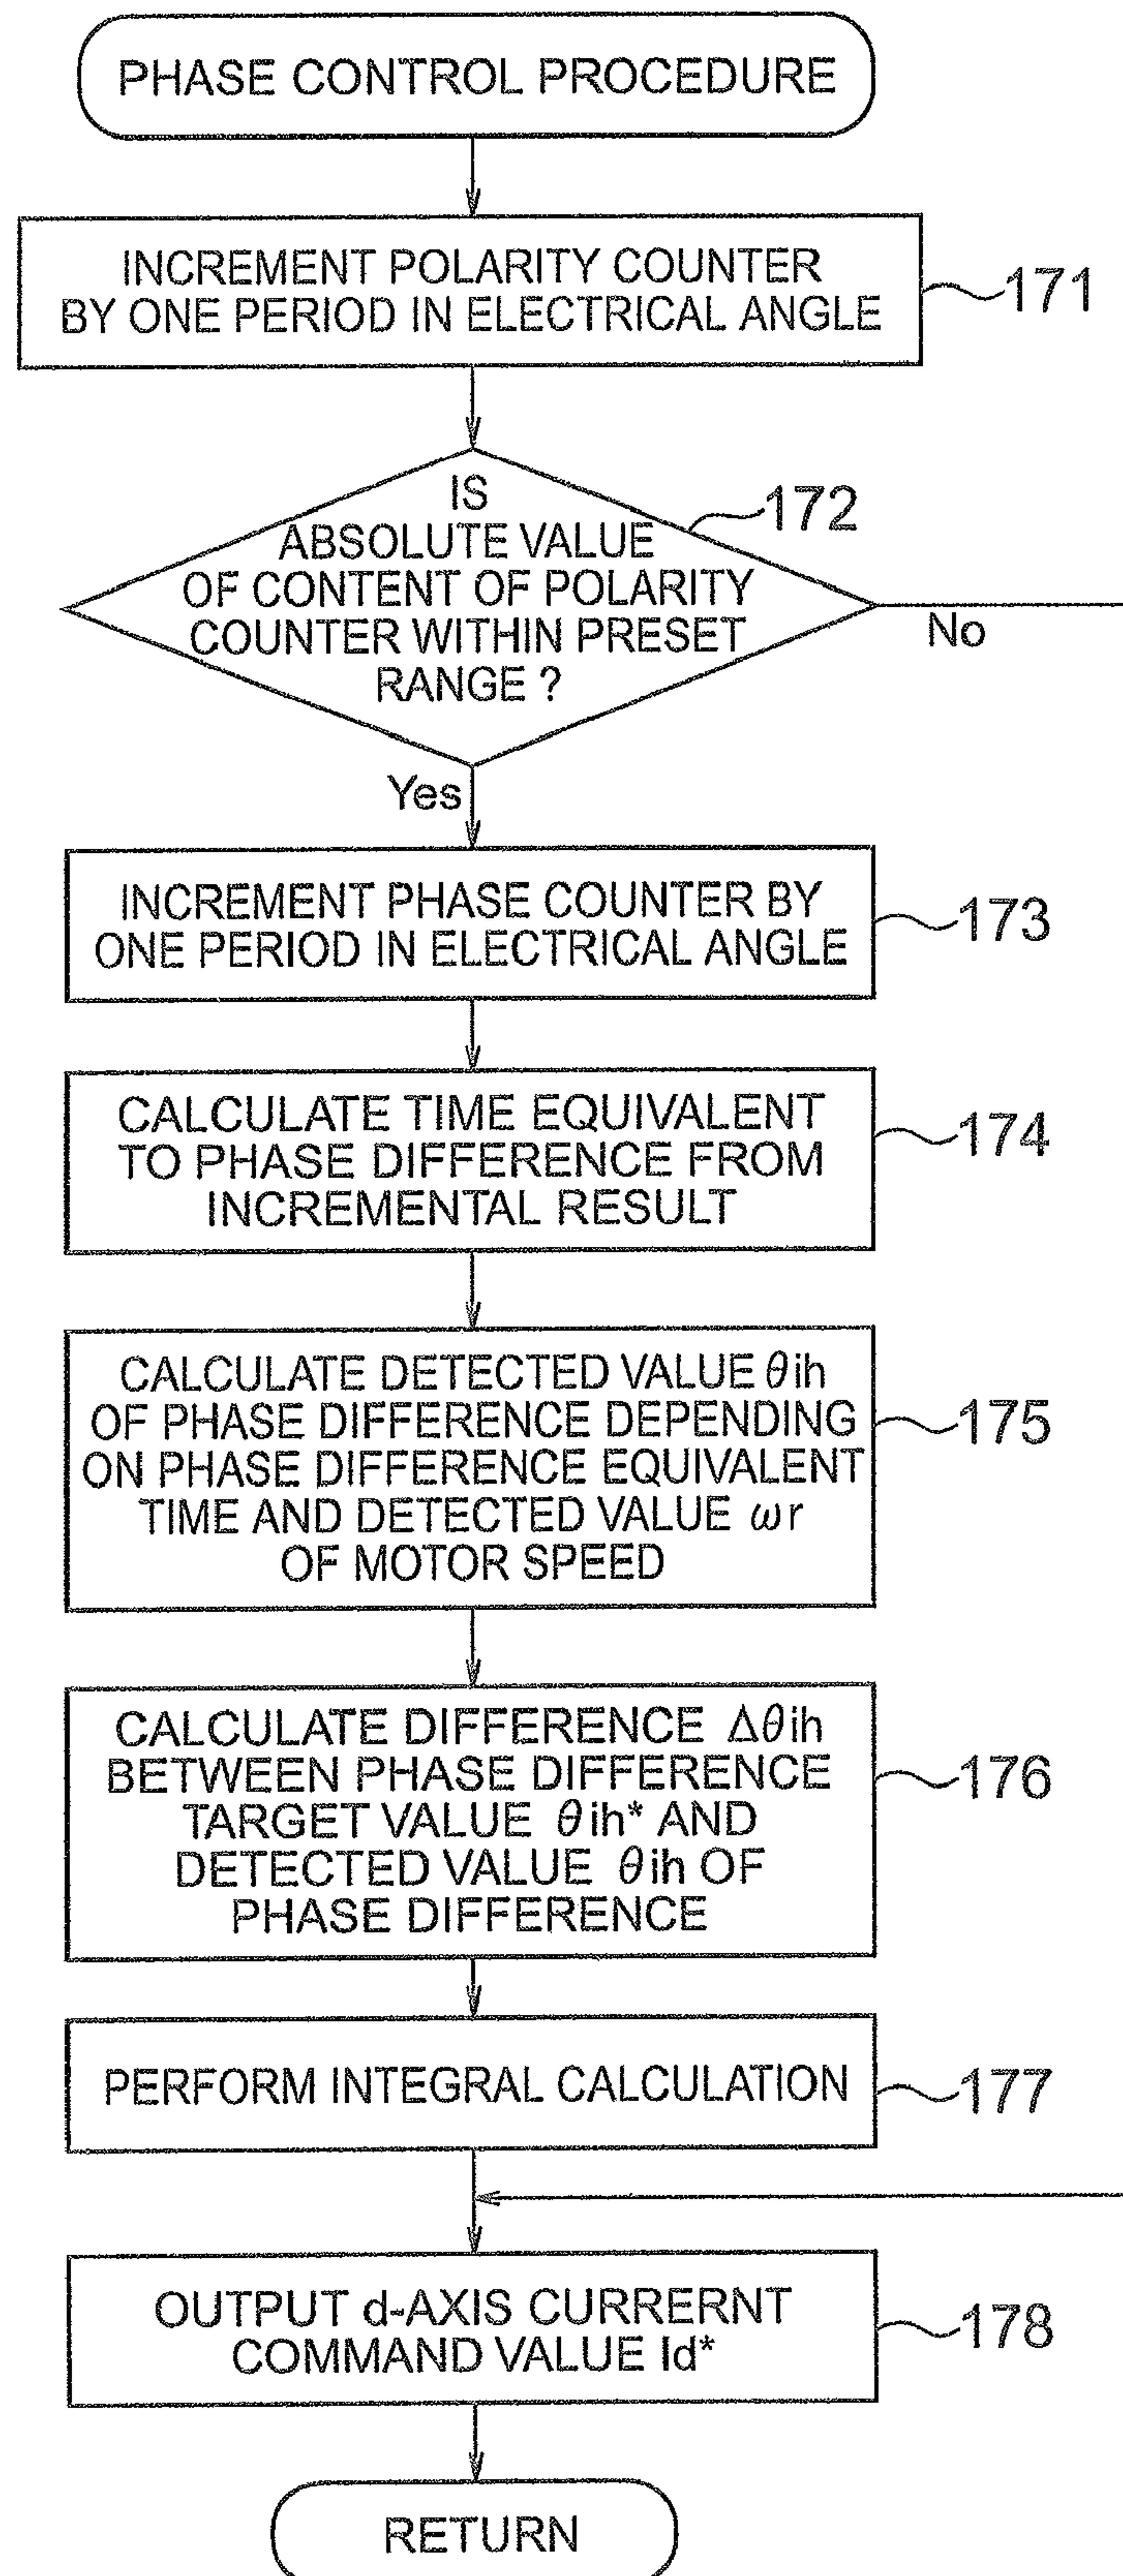 PHASE CONTROL PROCEDURE
INCREMENT POLARITY COUNTER
BY ONE PERIOD IN ELECTRICAL ANGLE
171
IS
ABSOLUTE VALUE
OF CONTENT OF POLARITY
COUNTER WITHIN PRESET
RANGE ?
172
No
Yes
INCREMENT PHASE COUNTER BY
ONE PERIOD IN ELECTRICAL ANGLE
173
CALCULATE TIME EQUIVALENT
TO PHASE DIFFERENCE FROM
INCREMENTAL RESULT
174
CALCULATE DETECTED VALUE θih
OF PHASE DIFFERENCE DEPENDING
ON PHASE DIFFERENCE EQUIVALENT
TIME AND DETECTED VALUE ωr
OF MOTOR SPEED
175
CALCULATE DIFFERENCE Δθih
BETWEEN PHASE DIFFERENCE
TARGET VALUE θih* AND
DETECTED VALUE θih OF
PHASE DIFFERENCE
176
PERFORM INTEGRAL CALCULATION
177
OUTPUT d-AXIS CURRERNT
COMMAND VALUE Id*
178
RETURN